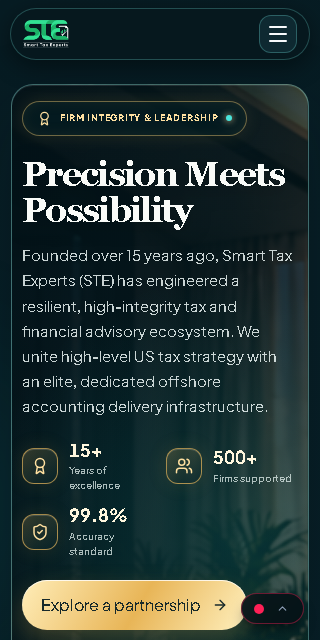 STE
Smart Tax Experts
FIRM INTEGRITY & LEADERSHIP
Precision Meets
Possibility
Founded over 15 years ago, Smart Tax
Experts (STE) has engineered a
resilient, high-integrity tax and
financial advisory ecosystem. We
unite high-level US tax strategy with
an elite, dedicated offshore
accounting delivery infrastructure.
15+
Years of
excellence
500+
Firms supported
99.8%
Accuracy
standard
Explore a partnership